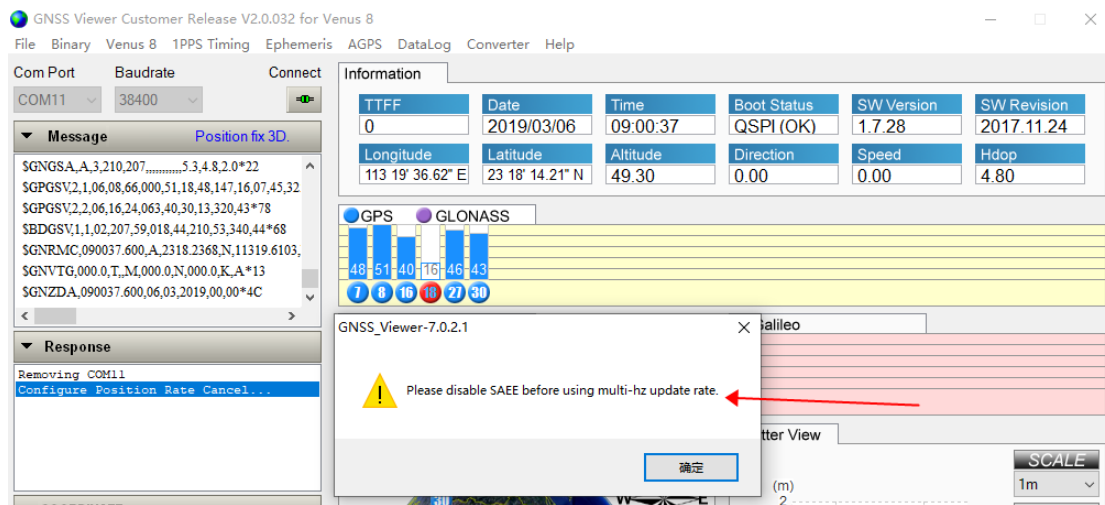 GNSS Viewer Customer Release V2.0.032 for Venus 8
File Binary Venus 8 1PPS Timing Ephemeris AGPS DataLog Converter Help
Com Port Baudrate Connect
COM11 38400
Message Position fix 3D.
$GNGSA,A,3,210,207,,,,,,,,,,,5.3,4.8,2.0*22
$GPGSV,2,1,06,08,66,000,51,18,48,147,16,07,45,32
$GPGSV,2,2,06,16,24,063,40,30,13,320,43*78
$BDGSV,1,1,02,207,59,018,44,210,53,340,44*68
$GNRMC,090037.600,A,2318.2368,N,11319.6103,
$GNVTG,000.0,T,,M,000.0,N,000.0,K,A*13
$GNZDA,090037.600,06,03,2019,00,00*4C
Response
Removing COM11
Configure Position Rate Cancel...
Information
TTFF Date Time Boot Status SW Version SW Revision
0 2019/03/06 09:00:37 QSPI (OK) 1.7.28 2017.11.24
Longitude Latitude Altitude Direction Speed Hdop
113 19' 36.62" E 23 18' 14.21" N 49.30 0.00 0.00 4.80
GPS GLONASS
48 51 40 16 46 43
7 8 16 18 27 30
GNSS_Viewer-7.0.2.1
Please disable SAEE before using multi-hz update rate.
确定
Galileo
tter View
SCALE
(m)
1m
2
30
W E